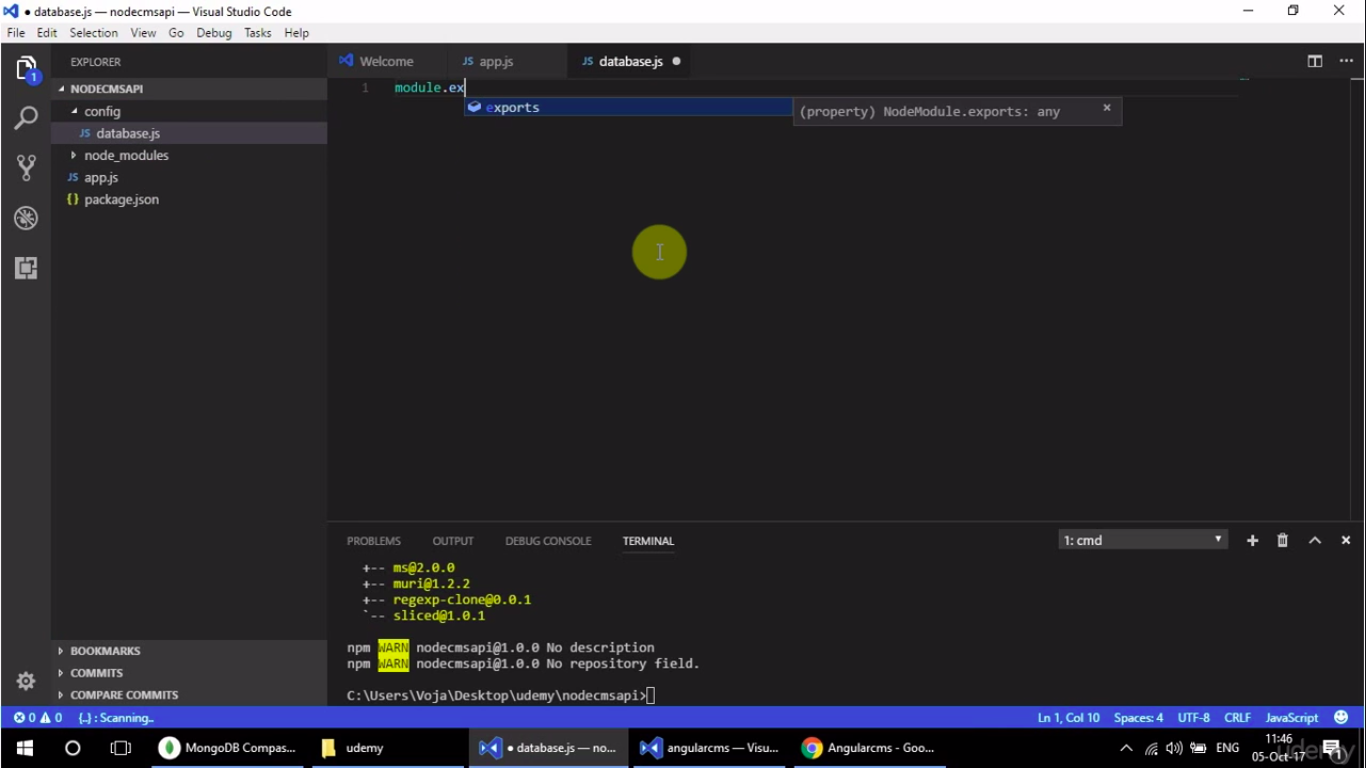 ● database.js — nodecmsapi — Visual Studio Code
File Edit Selection View Go Debug Tasks Help
1
EXPLORER
NODECMSAPI
config
JS database.js
node_modules
JS app.js
{} package.json
BOOKMARKS
COMMITS
COMPARE COMMITS
Welcome JS app.js JS database.js ●
1 module.ex
exports
(property) NodeModule.exports: any
PROBLEMS OUTPUT DEBUG CONSOLE TERMINAL 1: cmd
+-- ms@2.0.0
+-- muri@1.2.2
+-- regexp-clone@0.0.1
`-- sliced@1.0.1
npm WARN nodecmsapi@1.0.0 No description
npm WARN nodecmsapi@1.0.0 No repository field.
C:\Users\Voja\Desktop\udemy\nodecmsapi>
0 0 {..} : Scanning.. Ln 1, Col 10 Spaces: 4 UTF-8 CRLF JavaScript
MongoDB Compas... udemy ● database.js — no... angularcms — Visu... Angularcms - Goo... ENG 11:46
05-Oct-17 1
udemy